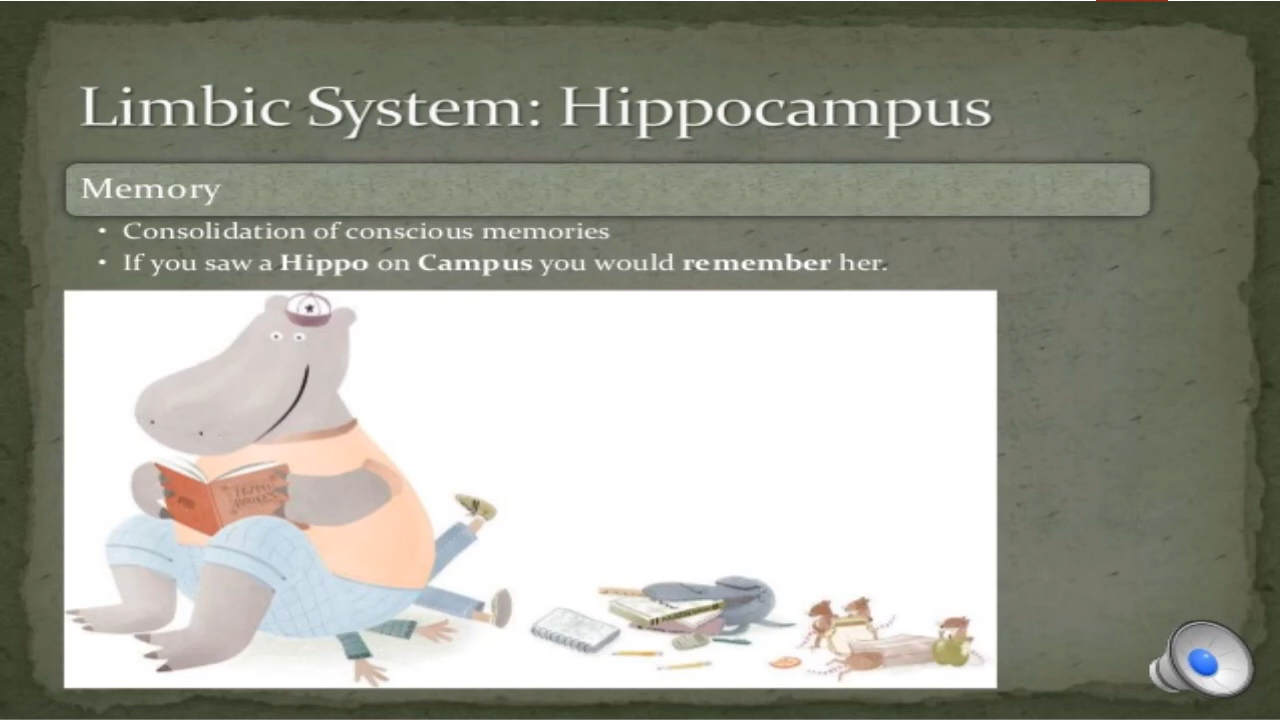 Limbic System: Hippocampus
Memory
• Consolidation of conscious memories
• If you saw a Hippo on Campus you would remember her.